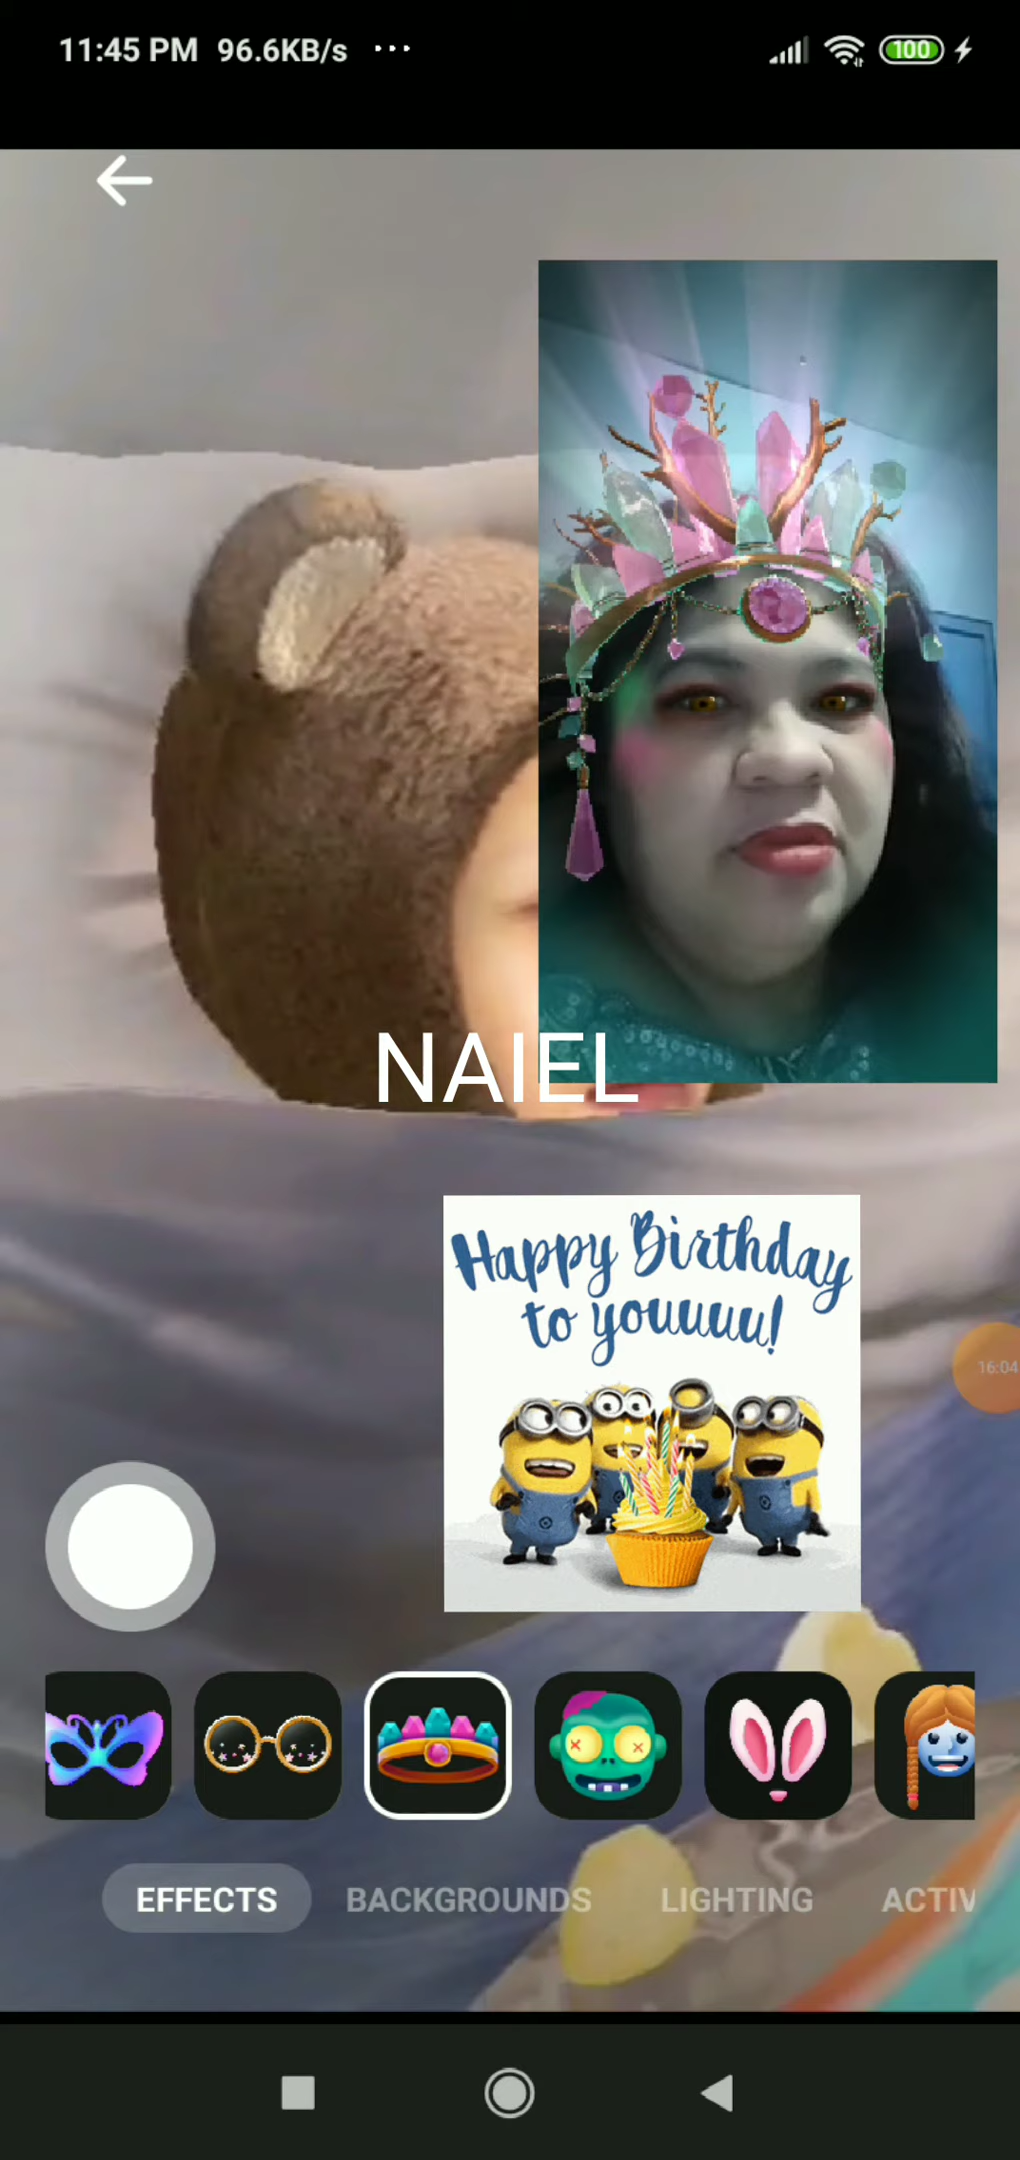 11:45 PM 96.6KB/s ...
100
NAIEL
Happy Birthday
to youuuu!
16:04
EFFECTS BACKGROUNDS LIGHTING ACTIV